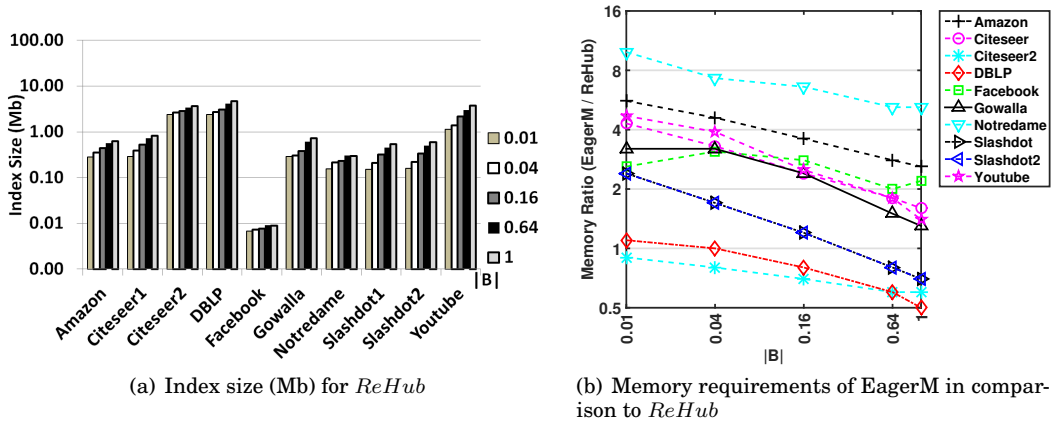 (a)
Index Size (Mb)
100.00
10.00
1.00
0.10
0.01
0.00
Amazon
Citeseer1
Citeseer2
DBLP
Facebook
Gowalla
Notredame
Slashdot1
Slashdot2
Youtube
0.01
0.04
0.16
0.64
1
|B|
(a) Index size (Mb) for ReHub
(b)
Memory Ratio (EagerM / ReHub)
16
8
4
2
1
0.5
0.01
0.04
0.16
0.64
1
|B|
Amazon
Citeseer
Citeseer2
DBLP
Facebook
Gowalla
Notredame
Slashdot
Slashdot2
Youtube
(b) Memory requirements of EagerM in compar-
ison to ReHub